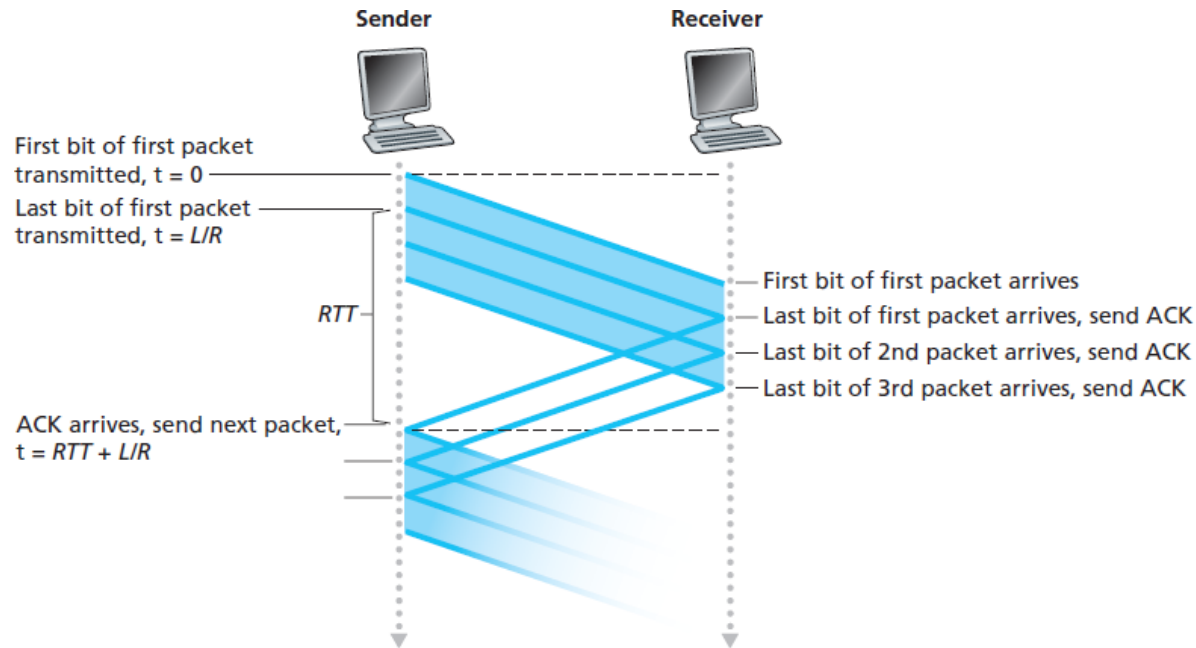 Sender
Receiver
First bit of first packet
transmitted, t = 0
Last bit of first packet
transmitted, t = L/R
RTT
First bit of first packet arrives
Last bit of first packet arrives, send ACK
Last bit of 2nd packet arrives, send ACK
Last bit of 3rd packet arrives, send ACK
ACK arrives, send next packet,
t = RTT + L/R